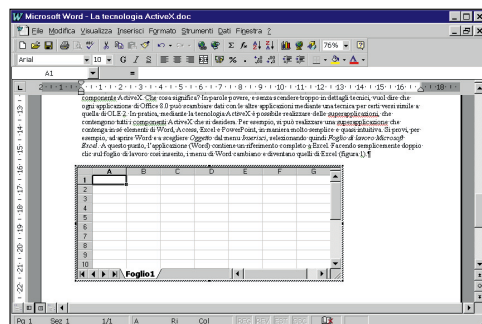 Microsoft Word - La tecnologia ActiveX.doc
File Modifica Visualizza Inserisci Formato Strumenti Dati Finestra ?
76%
Arial 10 G C S
A1 =
componente ActiveX. Che cosa significa? In parole povere, e senza scendere troppo in dettagli tecnici, vuol dire che
ogni applicazione di Office 8.0 può scambiare dati con le altre applicazioni mediante una tecnica per certi versi simile a
quella di OLE 2. In pratica, mediante la tecnologia ActiveX è possibile realizzare delle superapplicazioni, che
contengono tutti i componenti ActiveX che si desidera. Per esempio, si può realizzare una superapplicazione che
contenga in sé elementi di Word, Access, Excel e PowerPoint, in maniera molto semplice e quasi intuitiva. Si provi, per
esempio, ad aprire Word e a scegliere Oggetto dal menu Inserisci, selezionando quindi Foglio di lavoro Microsoft
Excel. A questo punto, l'applicazione (Word) contiene un riferimento completo a Excel. Facendo semplicemente doppio
clic sul foglio di lavoro così inserito, i menu di Word cambiano e diventano quelli di Excel (figura 1).¶
A B C D E F G
1
2
3
4
5
6
7
8
9
10
Foglio1
Pg 1 Sez 1 1/1 A Ri Col